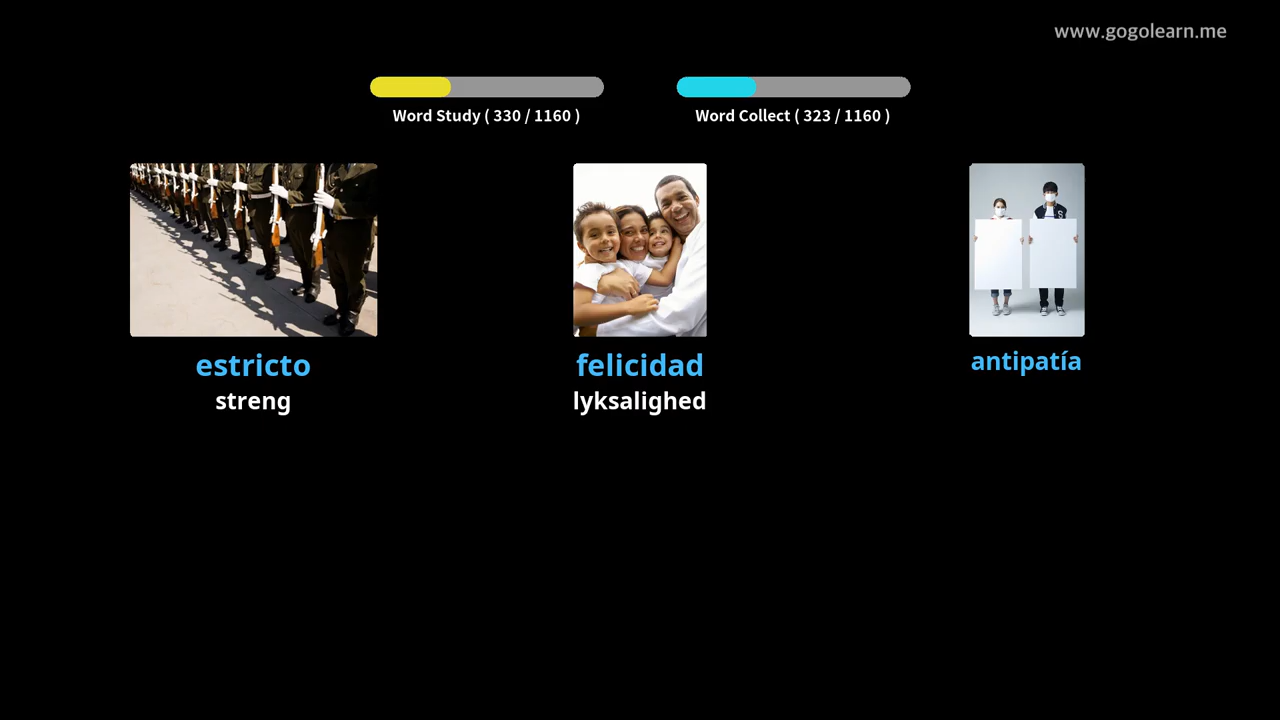 www.gogolearn.me
Word Study ( 330 / 1160 )
Word Collect ( 323 / 1160 )
estricto
felicidad
antipatía
streng
lyksalighed